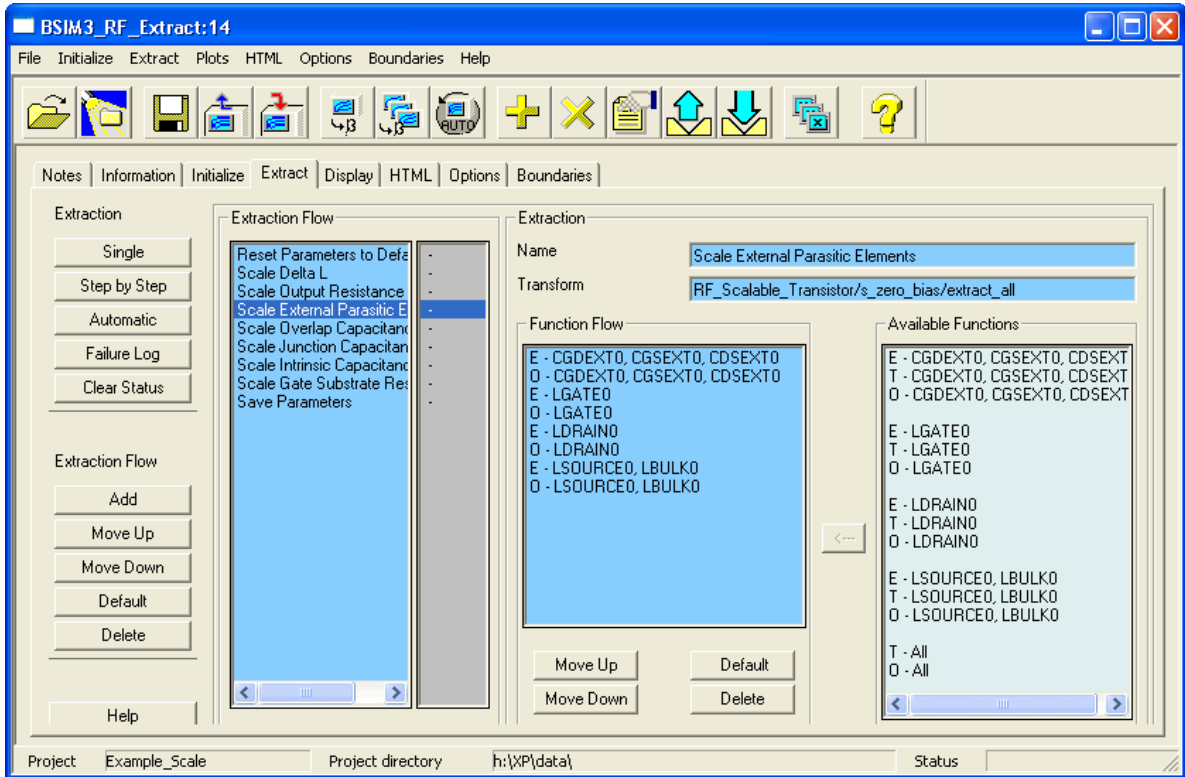 BSIM3_RF_Extract:14
File Initialize Extract Plots HTML Options Boundaries Help
β β AUTO ?
Notes Information Initialize Extract Display HTML Options Boundaries
Extraction
Single
Step by Step
Automatic
Failure Log
Clear Status
Extraction Flow
Add
Move Up
Move Down
Default
Delete
Help
Extraction Flow
Reset Parameters to Defa -
Scale Delta L -
Scale Output Resistance -
Scale External Parasitic E -
Scale Overlap Capacitanc -
Scale Junction Capacitan -
Scale Intrinsic Capacitanc -
Scale Gate Substrate Res -
Save Parameters -
Extraction
Name Scale External Parasitic Elements
Transform RF_Scalable_Transistor/s_zero_bias/extract_all
Function Flow
E - CGDEXT0, CGSEXT0, CDSEXT0
O - CGDEXT0, CGSEXT0, CDSEXT0
E - LGATE0
O - LGATE0
E - LDRAIN0
O - LDRAIN0
E - LSOURCE0, LBULK0
O - LSOURCE0, LBULK0
Move Up Default
Move Down Delete
<---
Available Functions
E - CGDEXT0, CGSEXT0, CDSEXT
T - CGDEXT0, CGSEXT0, CDSEXT
O - CGDEXT0, CGSEXT0, CDSEXT
E - LGATE0
T - LGATE0
O - LGATE0
E - LDRAIN0
T - LDRAIN0
O - LDRAIN0
E - LSOURCE0, LBULK0
T - LSOURCE0, LBULK0
O - LSOURCE0, LBULK0
T - All
O - All
Project Example_Scale Project directory h:\XP\data\ Status